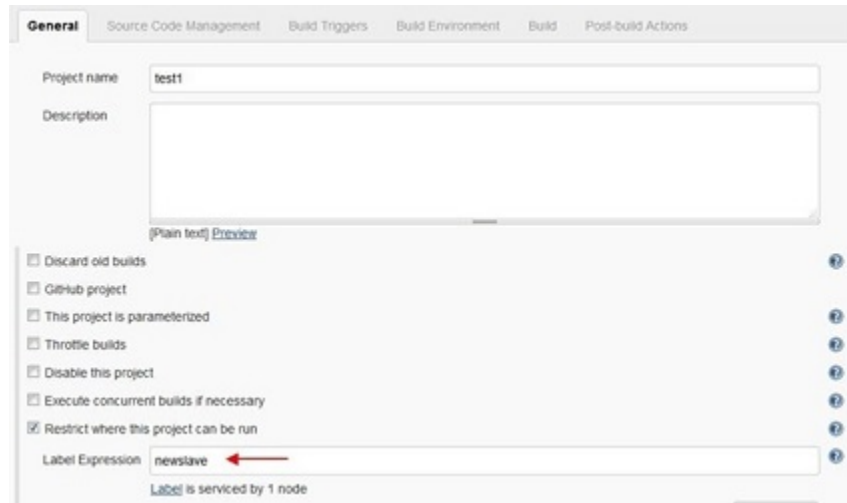 General Source Code Management Build Triggers Build Environment Build Post-build Actions
Project name test1
Description
[Plain text] Preview
Discard old builds
GitHub project
This project is parameterized
Throttle builds
Disable this project
Execute concurrent builds if necessary
Restrict where this project can be run
Label Expression newslave
Label is serviced by 1 node